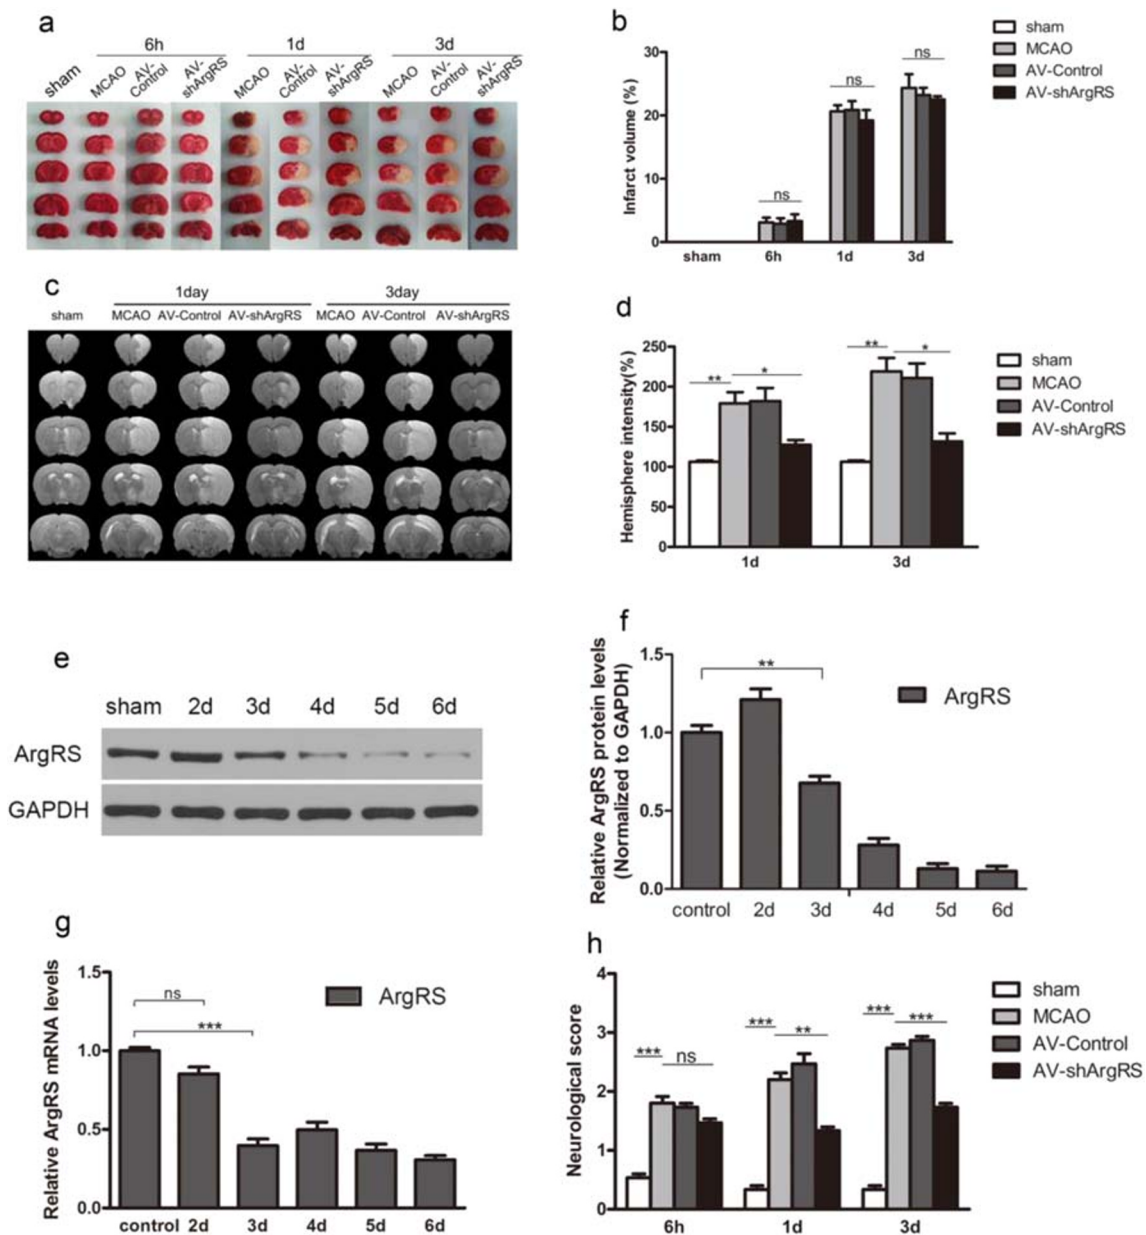 a
6h
1d
3d
sham
MCAO
AV-Control
AV-shArgRS
MCAO
AV-Control
AV-shArgRS
MCAO
AV-Control
AV-shArgRS
b
Infarct volume (%)
30
20
10
0
ns
ns
ns
sham
6h
1d
3d
sham
MCAO
AV-Control
AV-shArgRS
c
1day
3day
sham
MCAO AV-Control AV-shArgRS
MCAO AV-Control AV-shArgRS
d
Hemisphere intensity(%)
250
200
150
100
50
0
**
*
**
*
1d
3d
sham
MCAO
AV-Control
AV-shArgRS
e
sham 2d 3d 4d 5d 6d
ArgRS
GAPDH
f
Relative ArgRS protein levels
(Normalized to GAPDH)
1.5
1.0
0.5
0.0
**
ArgRS
control 2d 3d 4d 5d 6d
g
Relative ArgRS mRNA levels
1.5
1.0
0.5
0.0
ns
***
ArgRS
control 2d 3d 4d 5d 6d
h
Neurological score
4
3
2
1
0
***
ns
***
**
***
***
6h
1d
3d
sham
MCAO
AV-Control
AV-shArgRS